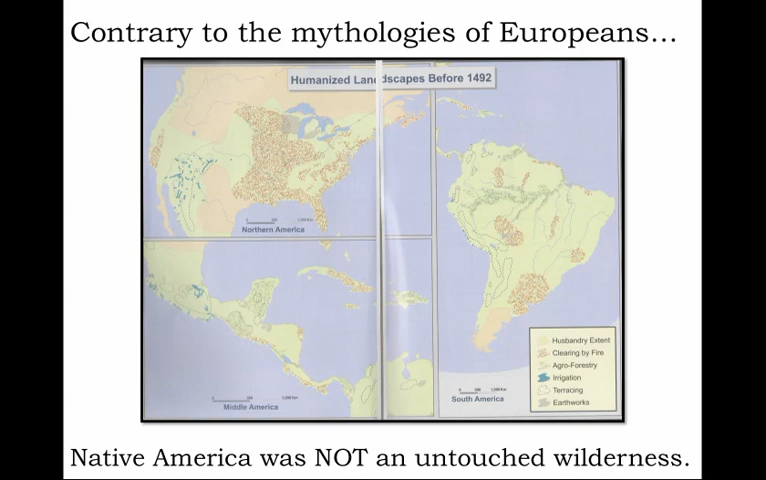 Contrary to the mythologies of Europeans…
Humanized Landscapes Before 1492
Northern America
Middle America
South America
Husbandry Extent
Clearing by Fire
Agro-Forestry
Irrigation
Terracing
Earthworks
Native America was NOT an untouched wilderness.